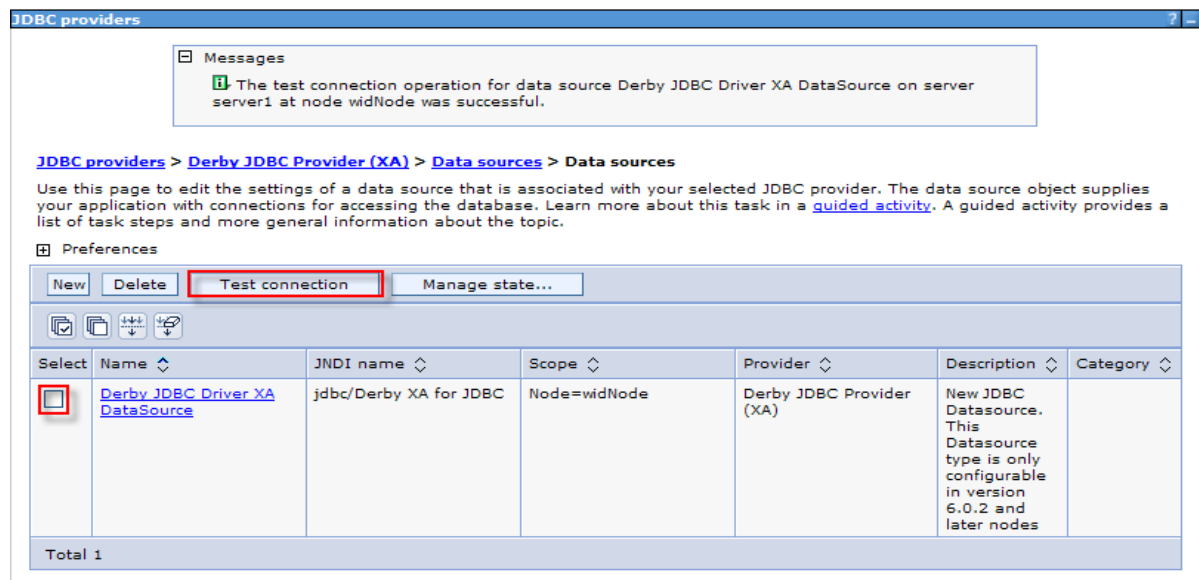 JDBC providers
? _
Messages
The test connection operation for data source Derby JDBC Driver XA DataSource on server
server1 at node widNode was successful.
JDBC providers > Derby JDBC Provider (XA) > Data sources > Data sources
Use this page to edit the settings of a data source that is associated with your selected JDBC provider. The data source object supplies
your application with connections for accessing the database. Learn more about this task in a guided activity. A guided activity provides a
list of task steps and more general information about the topic.
Preferences
New Delete Test connection Manage state...
Select Name JNDI name Scope Provider Description Category
Derby JDBC Driver XA
DataSource
jdbc/Derby XA for JDBC
Node=widNode
Derby JDBC Provider
(XA)
New JDBC
Datasource.
This
Datasource
type is only
configurable
in version
6.0.2 and
later nodes
Total 1